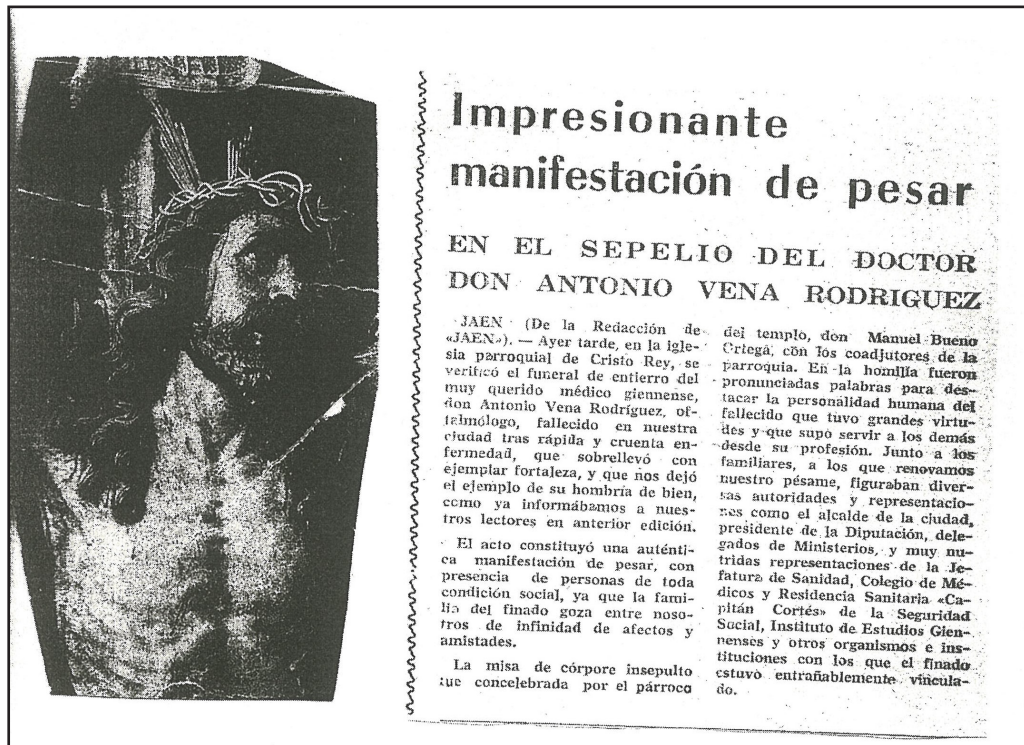 Impresionante
manifestación de pesar
EN EL SEPELIO DEL DOCTOR
DON ANTONIO VENA RODRIGUEZ
JAEN (De la Redacción de
«JAEN»). — Ayer tarde, en la igle-
sia parroquial de Cristo Rey, se
verificó el funeral de entierro del
muy querido médico giennense,
don Antonio Vena Rodríguez, of-
talmólogo, fallecido en nuestra
ciudad tras rápida y cruenta en-
fermedad, que sobrellevó con
ejemplar fortaleza, y que nos dejó
el ejemplo de su hombría de bien,
como ya informábamos a nues-
tros lectores en anterior edición.
El acto constituyó una auténti-
ca manifestación de pesar, con
presencia de personas de toda
condición social, ya que la fami-
lia del finado goza entre noso-
tros de infinidad de afectos y
amistades.
La misa de córpore insepulto
fue concelebrada por el párroco
del templo, don Manuel Bueno
Ortega, con los coadjutores de la
parroquia. En la homilía fueron
pronunciadas palabras para des-
tacar la personalidad humana del
fallecido que tuvo grandes virtu-
des y que supo servir a los demás
desde su profesión. Junto a los
familiares, a los que renovamos
nuestro pésame, figuraban diver-
sas autoridades y representacio-
nes como el alcalde de la ciudad,
presidente de la Diputación, dele-
gados de Ministerios, y muy nu-
tridas representaciones de la Je-
fatura de Sanidad, Colegio de Mé-
dicos y Residencia Sanitaria «Ca-
pitán Cortés» de la Seguridad
Social, Instituto de Estudios Gien-
nenses y otros organismos e ins-
tituciones con los que el finado
estuvo entrañablemente vincula-
do.